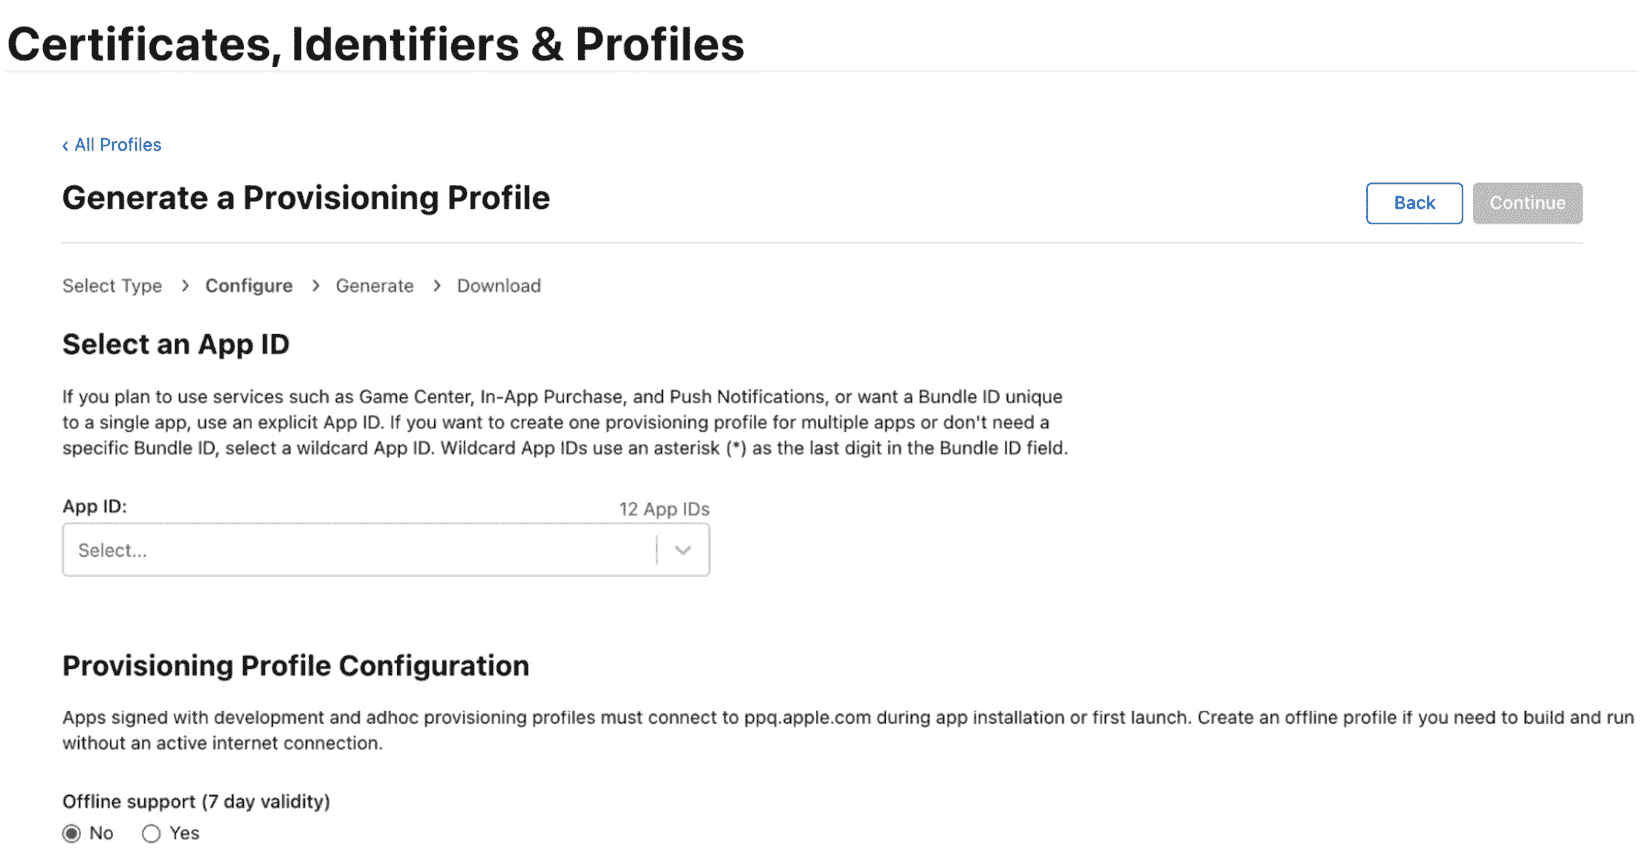 Certificates, Identifiers & Profiles
‹ All Profiles
Generate a Provisioning Profile
Back
Continue
Select Type > Configure > Generate > Download
Select an App ID
If you plan to use services such as Game Center, In-App Purchase, and Push Notifications, or want a Bundle ID unique
to a single app, use an explicit App ID. If you want to create one provisioning profile for multiple apps or don't need a
specific Bundle ID, select a wildcard App ID. Wildcard App IDs use an asterisk (*) as the last digit in the Bundle ID field.
App ID:
12 App IDs
Select...
Provisioning Profile Configuration
Apps signed with development and adhoc provisioning profiles must connect to ppq.apple.com during app installation or first launch. Create an offline profile if you need to build and run
without an active internet connection.
Offline support (7 day validity)
No Yes